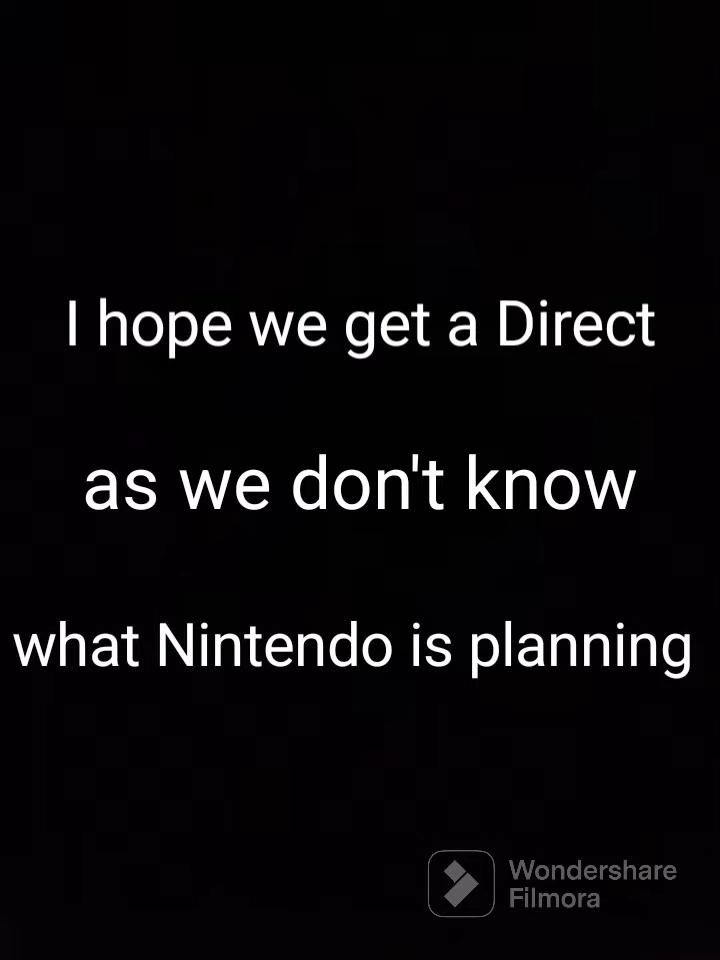 I hope we get a Direct
as we don't know
what Nintendo is planning
Wondershare
Filmora